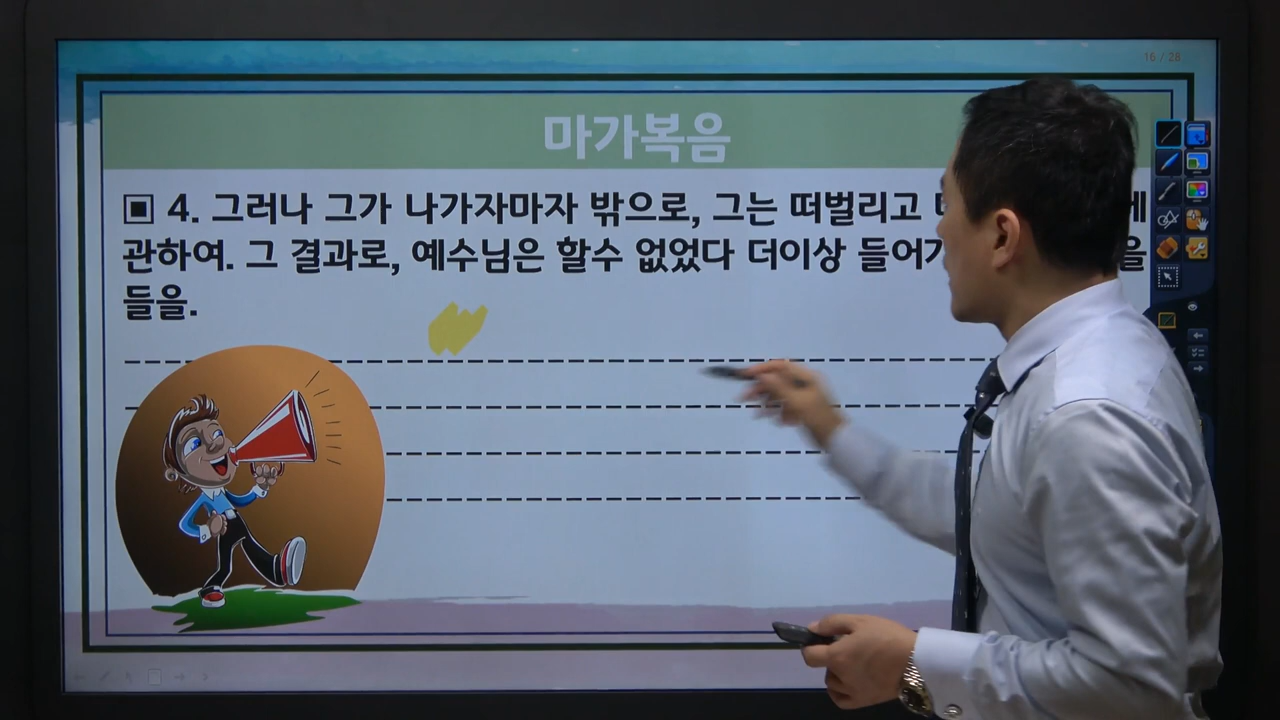 16 / 28
마가복음
▣ 4. 그러나 그가 나가자마자 밖으로, 그는 떠벌리고
관하여. 그 결과로, 예수님은 할수 없었다 더이상 들을
들을.